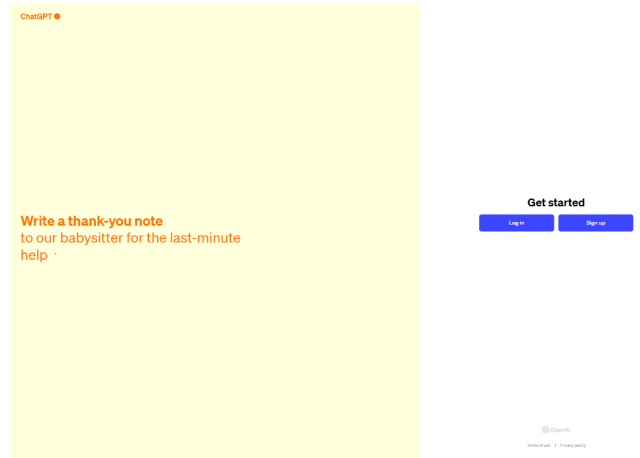 ChatGPT
Write a thank-you note
to our babysitter for the last-minute
help
Get started
Log in
Sign up
OpenAI
Terms of use | Privacy policy